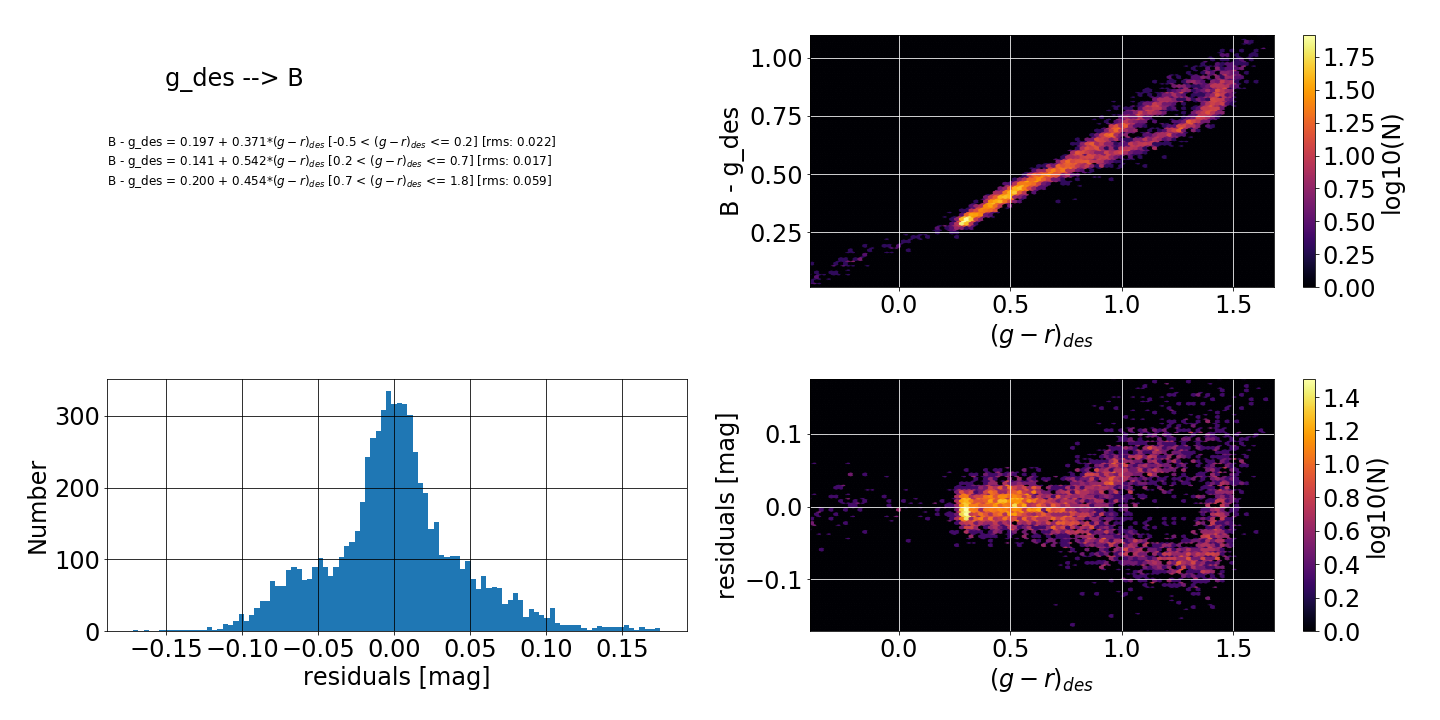 g_des --> B
B - g_des = 0.197 + 0.371*(g − r)des [-0.5 < (g − r)des <= 0.2] [rms: 0.022]
B - g_des = 0.141 + 0.542*(g − r)des [0.2 < (g − r)des <= 0.7] [rms: 0.017]
B - g_des = 0.200 + 0.454*(g − r)des [0.7 < (g − r)des <= 1.8] [rms: 0.059]
B - g_des
1.00
0.75
0.50
0.25
0.0 0.5 1.0 1.5
(g − r)des
1.75
1.50
1.25
1.00
0.75
0.50
0.25
0.00
log10(N)
Number
300
200
100
0
−0.15 −0.10 −0.05 0.00 0.05 0.10 0.15
residuals [mag]
residuals [mag]
0.1
0.0
−0.1
0.0 0.5 1.0 1.5
(g − r)des
1.4
1.2
1.0
0.8
0.6
0.4
0.2
0.0
log10(N)